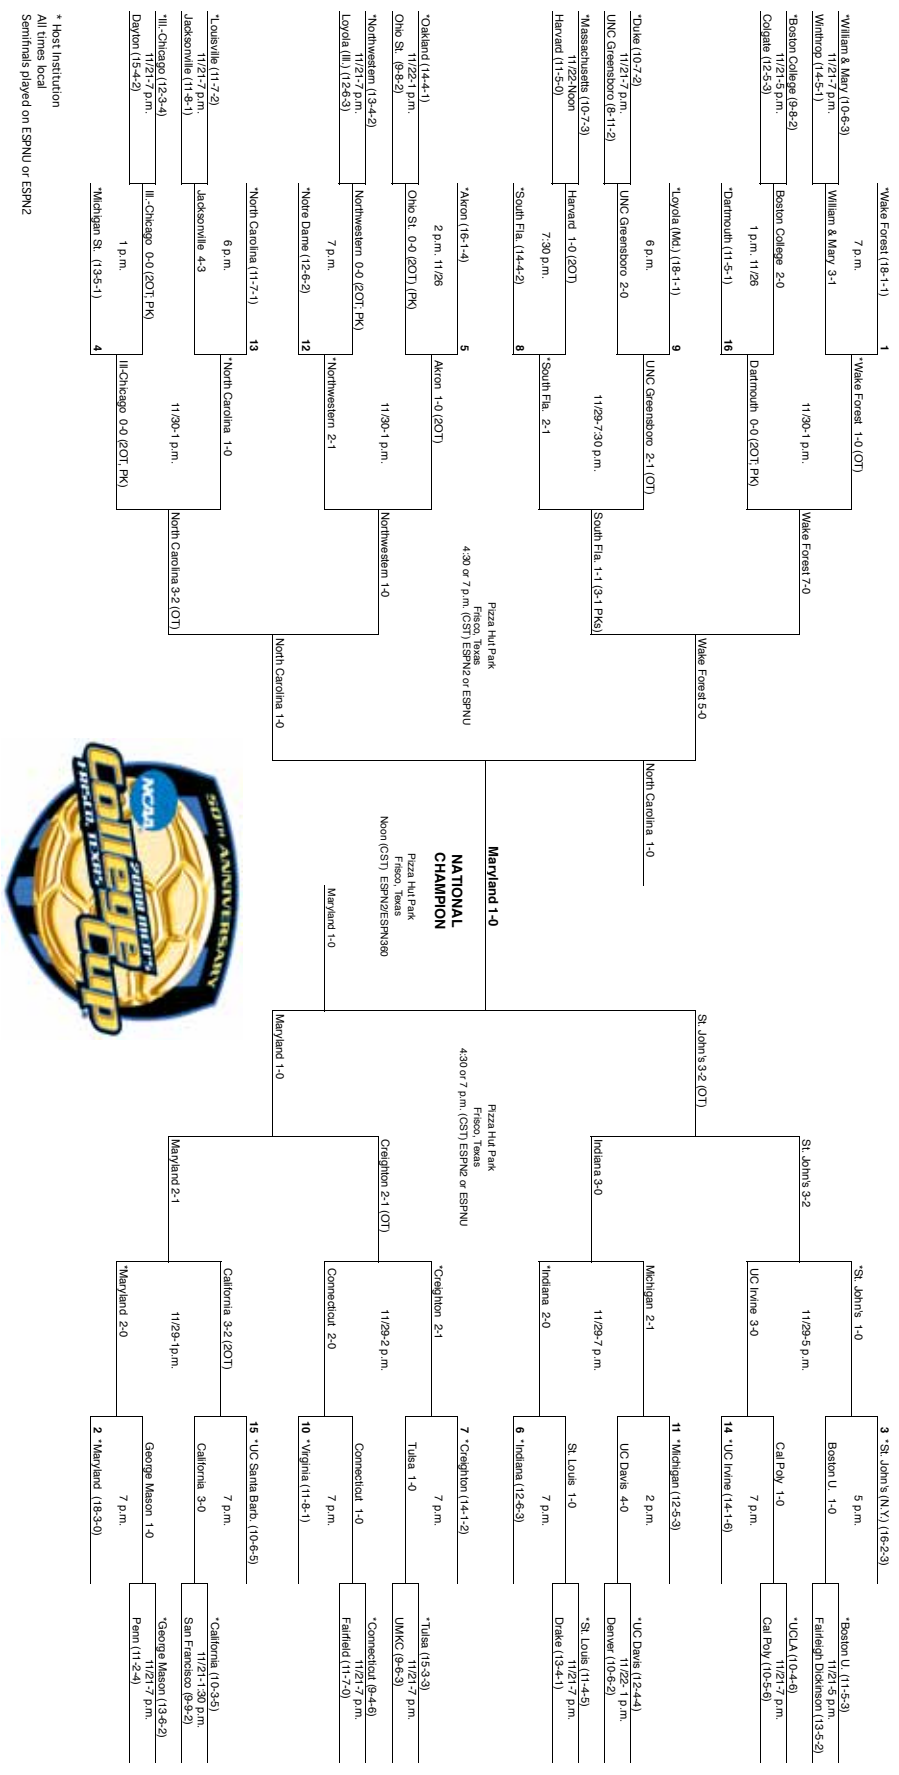 *William & Mary (10-6-3)
11/21-7 p.m.
Winthrop (14-5-1)
*Boston College (9-8-2)
11/21-5 p.m.
Colgate (12-5-3)
*Duke (10-7-2)
11/21-7 p.m.
UNC Greensboro (8-11-2)
*Massachusetts (10-7-3)
11/22-Noon
Harvard (11-5-0)
*Oakland (14-4-1)
11/22-1 p.m.
Ohio St. (9-8-2)
*Northwestern (13-4-2)
11/21-7 p.m.
Loyola (Ill.) (12-6-3)
*Louisville (11-7-2)
11/21-7 p.m.
Jacksonville (11-8-1)
*Ill.-Chicago (12-3-4)
11/21-7 p.m.
Dayton (15-4-2)
*Wake Forest (18-1-1)
1
7 p.m.
William & Mary 3-1
Boston College 2-0
1 p.m. 11/26
*Dartmouth (11-5-1)
16
*Loyola (Md.) (18-1-1)
9
6 p.m.
UNC Greensboro 2-0
Harvard 1-0 (2OT)
7:30 p.m.
*South Fla. (14-4-2)
8
*Akron (16-1-4)
5
2 p.m. 11/26
Ohio St. 0-0 (2OT) (PK)
Northwestern 0-0 (2OT; PK)
7 p.m.
*Notre Dame (12-6-2)
12
*North Carolina (11-7-1)
13
6 p.m.
Jacksonville 4-3
Ill.-Chicago 0-0 (2OT; PK)
1 p.m.
*Michigan St. (13-5-1)
4
*Wake Forest 1-0 (OT)
11/30-1 p.m.
Dartmouth 0-0 (2OT; PK)
UNC Greensboro 2-1 (OT)
11/29-7:30 p.m.
*South Fla. 2-1
Akron 1-0 (2OT)
11/30-1 p.m.
*Northwestern 2-1
*North Carolina 1-0
11/30-1 p.m.
Ill-Chicago 0-0 (2OT, PK)
Wake Forest 7-0
South Fla. 1-1 (3-1 PKs)
Northwestern 1-0
North Carolina 3-2 (OT)
Pizza Hut Park
Frisco, Texas
4:30 or 7 p.m. (CST) ESPN2 or ESPNU
Wake Forest 5-0
North Carolina 1-0
North Carolina 1-0
Maryland 1-0
NATIONAL
CHAMPION
Pizza Hut Park
Frisco, Texas
Noon (CST) ESPN2/ESPN360
Maryland 1-0
St. John's 3-2 (OT)
Maryland 1-0
Pizza Hut Park
Frisco, Texas
4:30 or 7 p.m. (CST) ESPN2 or ESPNU
St. John's 3-2
Indiana 3-0
Creighton 2-1 (OT)
Maryland 2-1
*St. John's 1-0
11/29-5 p.m.
UC Irvine 3-0
Michigan 2-1
11/29-7 p.m.
*Indiana 2-0
*Creighton 2-1
11/29-2 p.m.
Connecticut 2-0
California 3-2 (2OT)
11/29-1p.m.
*Maryland 2-0
3 *St. John's (N.Y.) (16-2-3)
5 p.m.
Boston U. 1-0
Cal Poly 1-0
7 p.m.
14 *UC Irvine (14-1-6)
11 *Michigan (12-5-3)
2 p.m.
UC Davis 4-0
St. Louis 1-0
7 p.m.
6 *Indiana (12-6-3)
7 *Creighton (14-1-2)
7 p.m.
Tulsa 1-0
Connecticut 1-0
7 p.m.
10 *Virginia (11-8-1)
15 *UC Santa Barb. (10-6-5)
7 p.m.
California 3-0
George Mason 1-0
7 p.m.
2 *Maryland (18-3-0)
*Boston U. (11-5-3)
11/21-5 p.m.
Fairleigh Dickinson (13-5-2)
*UCLA (10-4-6)
11/21-7 p.m.
Cal Poly (10-5-6)
*UC Davis (12-4-4)
11/22- 1 p.m.
Denver (10-6-2)
*St. Louis (11-4-5)
11/21-7 p.m.
Drake (13-4-1)
*Tulsa (15-3-3)
11/21-7 p.m.
UMKC (9-6-3)
*Connecticut (9-4-6)
11/21-7 p.m.
Fairfield (11-7-0)
*California (10-3-5)
11/21-1:30 p.m.
San Francisco (9-9-2)
*George Mason (13-6-2)
11/21-7 p.m.
Penn (11-2-4)
50TH ANNIVERSARY
NCAA
2008 MEN'S
College Cup
FRISCO, TEXAS
* Host Institution
All times local
Semifinals played on ESPNU or ESPN2